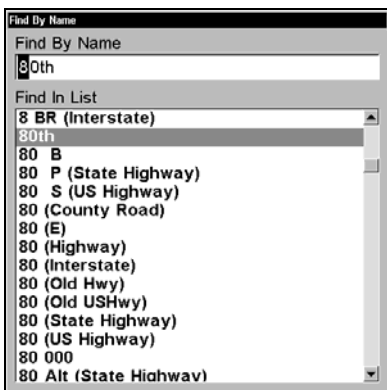 Find By Name
Find By Name
80th
Find In List
8 BR (Interstate)
80th
80 B
80 P (State Highway)
80 S (US Highway)
80 (County Road)
80 (E)
80 (Highway)
80 (Interstate)
80 (Old Hwy)
80 (Old USHwy)
80 (State Highway)
80 (US Highway)
80 000
80 Alt (State Highway)